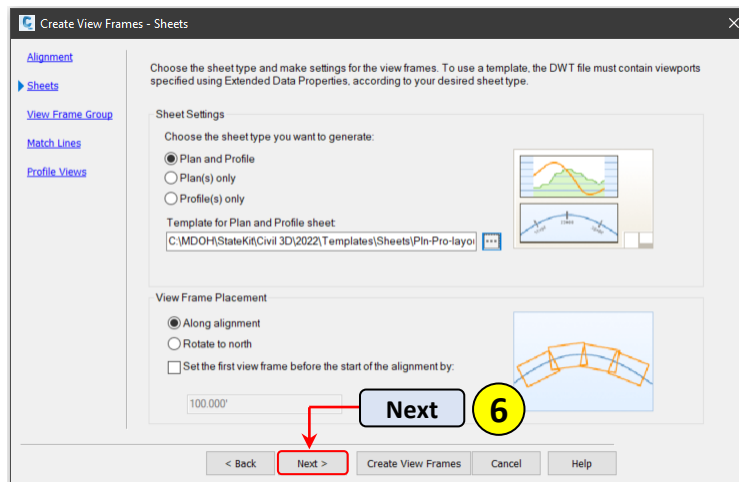 Create View Frames - Sheets
Alignment
Sheets
View Frame Group
Match Lines
Profile Views
Choose the sheet type and make settings for the view frames. To use a template, the DWT file must contain viewports
specified using Extended Data Properties, according to your desired sheet type.
Sheet Settings
Choose the sheet type you want to generate:
Plan and Profile
Plan(s) only
Profile(s) only
Template for Plan and Profile sheet:
C:\MDOH\StateKit\Civil 3D\2022\Templates\Sheets\Pln-Pro-layou
View Frame Placement
Along alignment
Rotate to north
Set the first view frame before the start of the alignment by:
100.000'
Next
6
< Back
Next >
Create View Frames
Cancel
Help